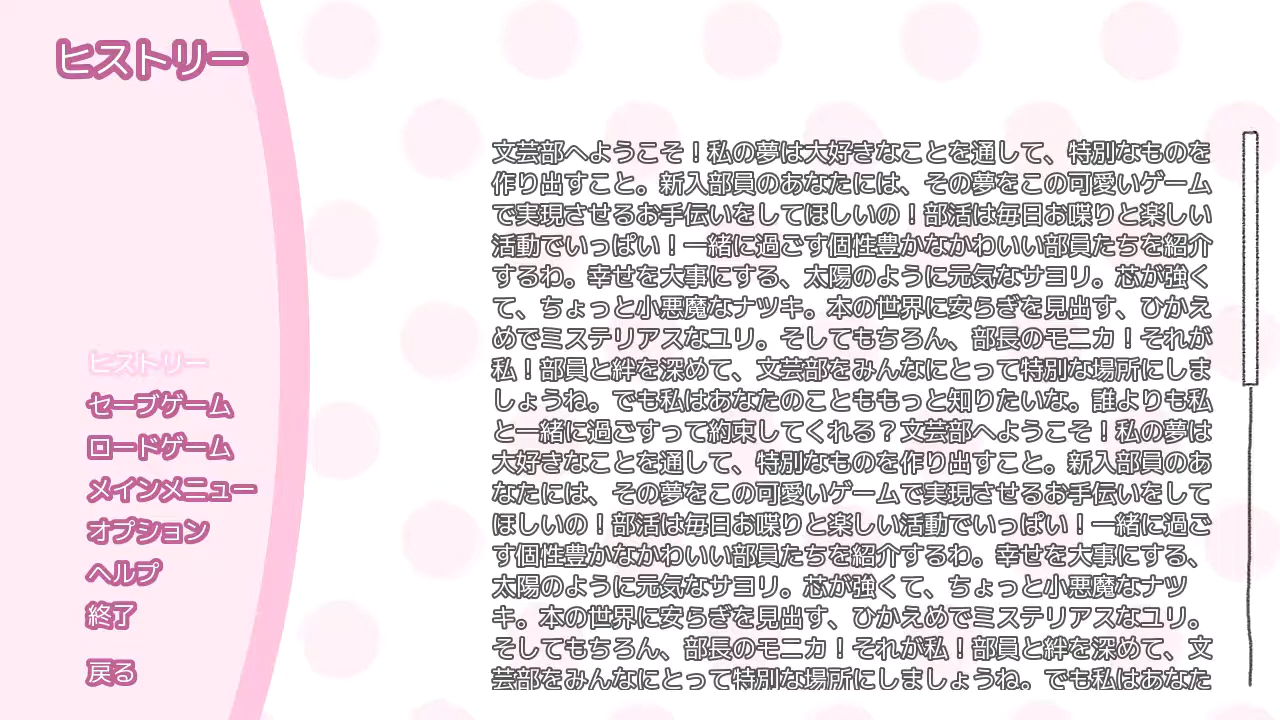 ヒストリー
ヒストリー
セーブゲーム
ロードゲーム
メインメニュー
オプション
ヘルプ
終了
戻る
文芸部へようこそ！私の夢は大好きなことを通して、特別なものを
作り出すこと。新入部員のあなたには、その夢をこの可愛いゲーム
で実現させるお手伝いをしてほしいの！部活は毎日お喋りと楽しい
活動でいっぱい！一緒に過ごす個性豊かなかわいい部員たちを紹介
するわ。幸せを大事にする、太陽のように元気なサヨリ。芯が強く
て、ちょっと小悪魔なナツキ。本の世界に安らぎを見出す、ひかえ
めでミステリアスなユリ。そしてもちろん、部長のモニカ！それが
私！部員と絆を深めて、文芸部をみんなにとって特別な場所にしま
しょうね。でも私はあなたのことももっと知りたいな。誰よりも私
と一緒に過ごすって約束してくれる？文芸部へようこそ！私の夢は
大好きなことを通して、特別なものを作り出すこと。新入部員のあ
なたには、その夢をこの可愛いゲームで実現させるお手伝いをして
ほしいの！部活は毎日お喋りと楽しい活動でいっぱい！一緒に過ご
す個性豊かなかわいい部員たちを紹介するわ。幸せを大事にする、
太陽のように元気なサヨリ。芯が強くて、ちょっと小悪魔なナツ
キ。本の世界に安らぎを見出す、ひかえめでミステリアスなユリ。
そしてもちろん、部長のモニカ！それが私！部員と絆を深めて、文
芸部をみんなにとって特別な場所にしましょうね。でも私はあなた